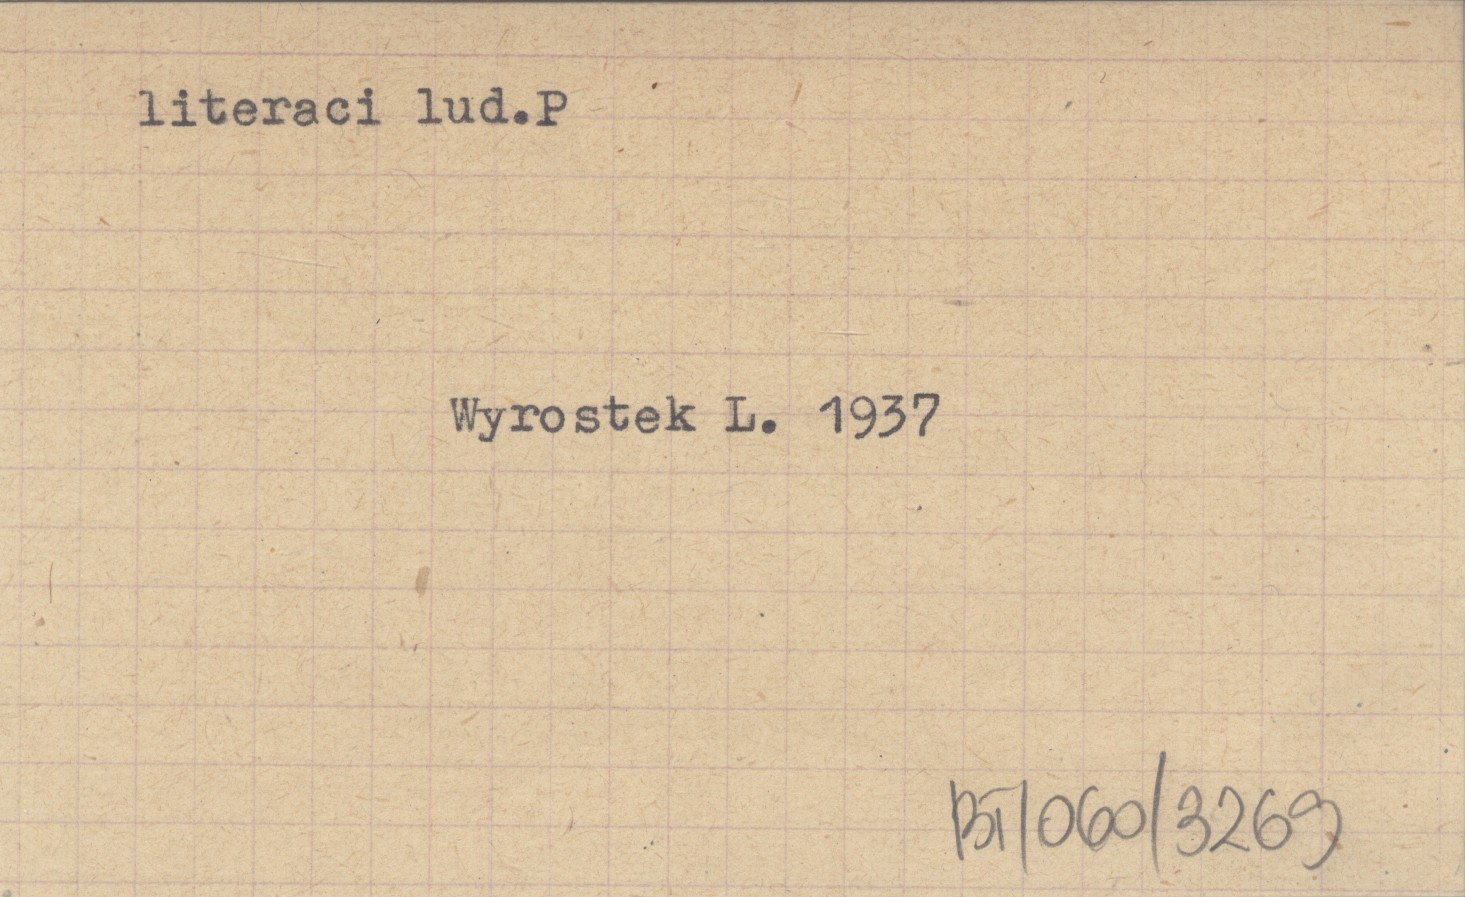 literaci lud.P
Wyrostek L. 1937
BT/060/3269